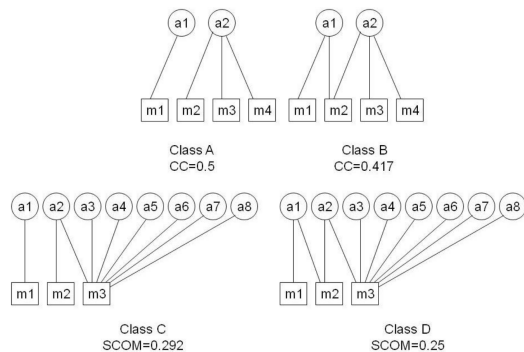 a1 a2 a1 a2
m1 m2 m3 m4 m1 m2 m3 m4
Class A Class B
CC=0.5 CC=0.417
a1 a2 a3 a4 a5 a6 a7 a8 a1 a2 a3 a4 a5 a6 a7 a8
m1 m2 m3 m1 m2 m3
Class C Class D
SCOM=0.292 SCOM=0.25